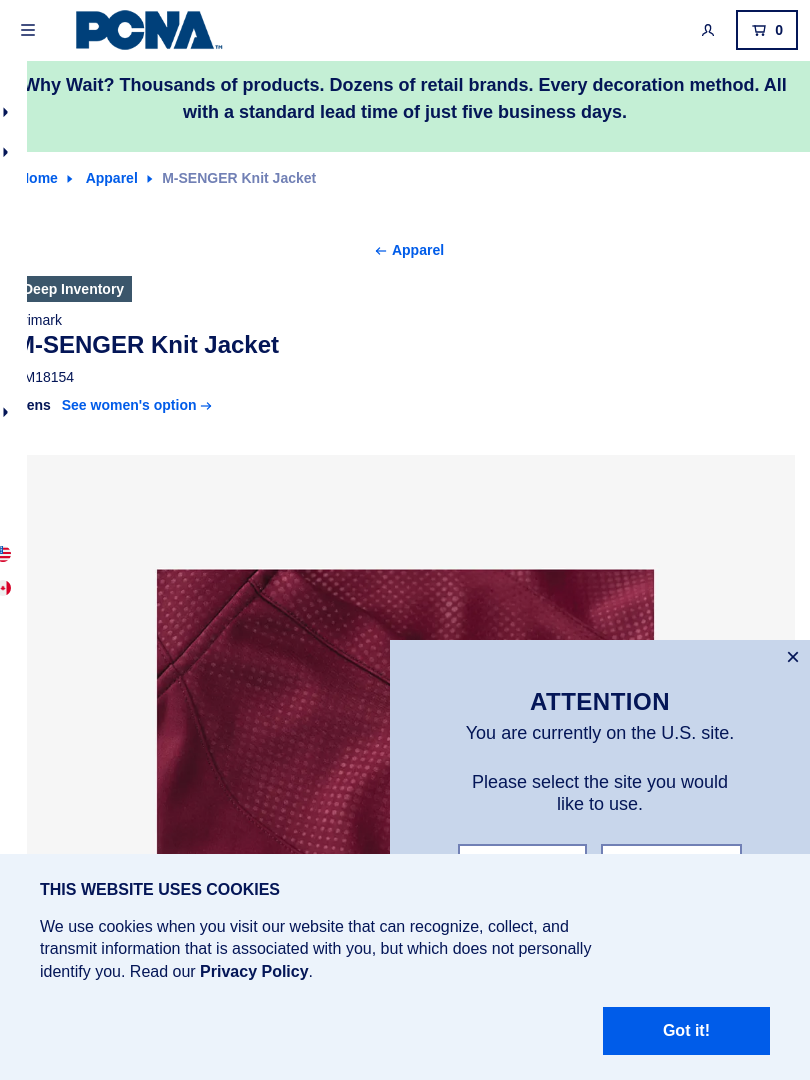 PCNA™
0
Why Wait? Thousands of products. Dozens of retail brands. Every decoration method. All
with a standard lead time of just five business days.
Apparel
M-SENGER Knit Jacket
Apparel
Deep Inventory
M-SENGER Knit Jacket
M18154
See women's option
ATTENTION
You are currently on the U.S. site.
Please select the site you would
like to use.
THIS WEBSITE USES COOKIES
We use cookies when you visit our website that can recognize, collect, and
transmit information that is associated with you, but which does not personally
identify you. Read our Privacy Policy.
Got it!